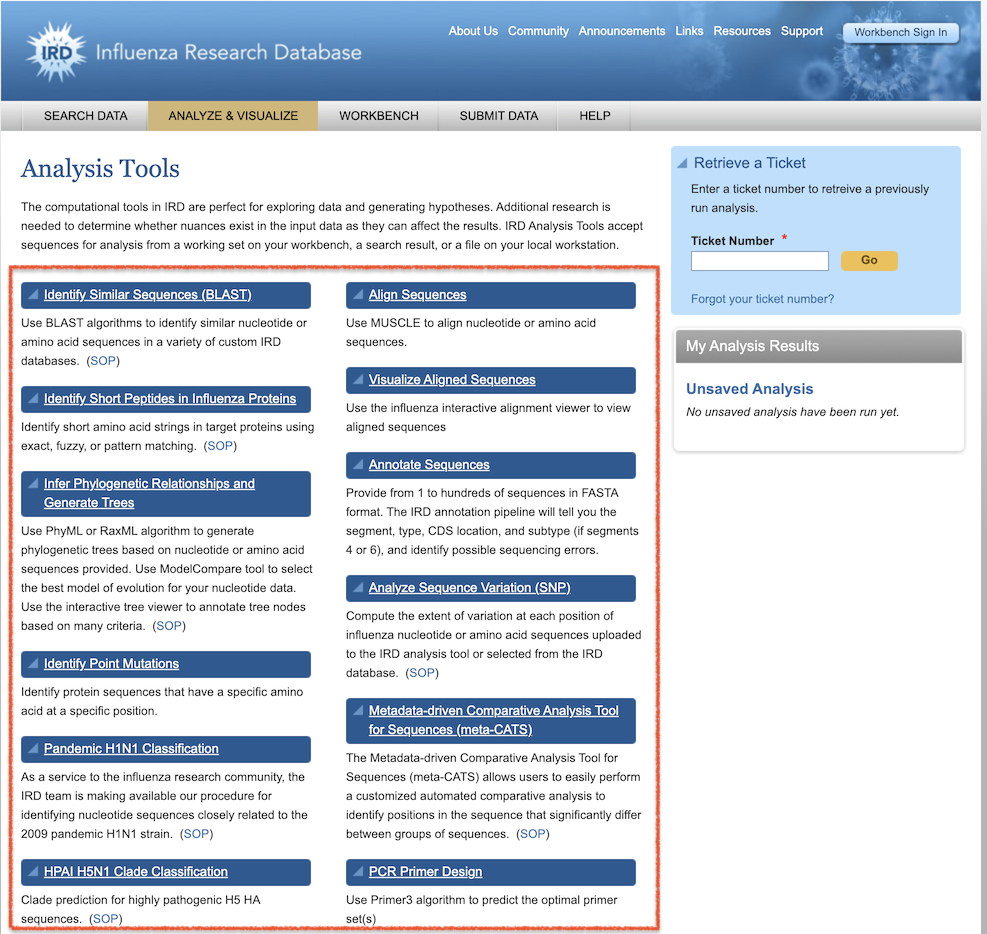 IRD
Influenza Research Database
About Us Community Announcements Links Resources Support
Workbench Sign In
SEARCH DATA
ANALYZE & VISUALIZE
WORKBENCH
SUBMIT DATA
HELP
Analysis Tools
The computational tools in IRD are perfect for exploring data and generating hypotheses. Additional research is
needed to determine whether nuances exist in the input data as they can affect the results. IRD Analysis Tools accept
sequences for analysis from a working set on your workbench, a search result, or a file on your local workstation.
Identify Similar Sequences (BLAST)
Use BLAST algorithms to identify similar nucleotide or
amino acid sequences in a variety of custom IRD
databases. (SOP)
Identify Short Peptides in Influenza Proteins
Identify short amino acid strings in target proteins using
exact, fuzzy, or pattern matching. (SOP)
Infer Phylogenetic Relationships and
Generate Trees
Use PhyML or RaxML algorithm to generate
phylogenetic trees based on nucleotide or amino acid
sequences provided. Use ModelCompare tool to select
the best model of evolution for your nucleotide data.
Use the interactive tree viewer to annotate tree nodes
based on many criteria. (SOP)
Identify Point Mutations
Identify protein sequences that have a specific amino
acid at a specific position.
Pandemic H1N1 Classification
As a service to the influenza research community, the
IRD team is making available our procedure for
identifying nucleotide sequences closely related to the
2009 pandemic H1N1 strain. (SOP)
HPAI H5N1 Clade Classification
Clade prediction for highly pathogenic H5 HA
sequences. (SOP)
Align Sequences
Use MUSCLE to align nucleotide or amino acid
sequences.
Visualize Aligned Sequences
Use the influenza interactive alignment viewer to view
aligned sequences
Annotate Sequences
Provide from 1 to hundreds of sequences in FASTA
format. The IRD annotation pipeline will tell you the
segment, type, CDS location, and subtype (if segments
4 or 6), and identify possible sequencing errors.
Analyze Sequence Variation (SNP)
Compute the extent of variation at each position of
influenza nucleotide or amino acid sequences uploaded
to the IRD analysis tool or selected from the IRD
database. (SOP)
Metadata-driven Comparative Analysis Tool
for Sequences (meta-CATS)
The Metadata-driven Comparative Analysis Tool for
Sequences (meta-CATS) allows users to easily perform
a customized automated comparative analysis to
identify positions in the sequence that significantly differ
between groups of sequences. (SOP)
PCR Primer Design
Use Primer3 algorithm to predict the optimal primer
set(s)
Retrieve a Ticket
Enter a ticket number to retreive a previously
run analysis.
Ticket Number *
Go
Forgot your ticket number?
My Analysis Results
Unsaved Analysis
No unsaved analysis have been run yet.